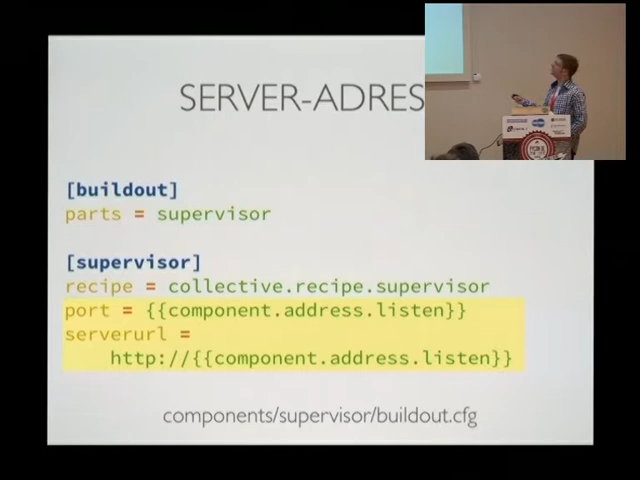 SERVER-ADRES
[buildout]
parts = supervisor
[supervisor]
recipe = collective.recipe.supervisor
port = {{component.address.listen}}
serverurl =
http://{{component.address.listen}}
components/supervisor/buildout.cfg